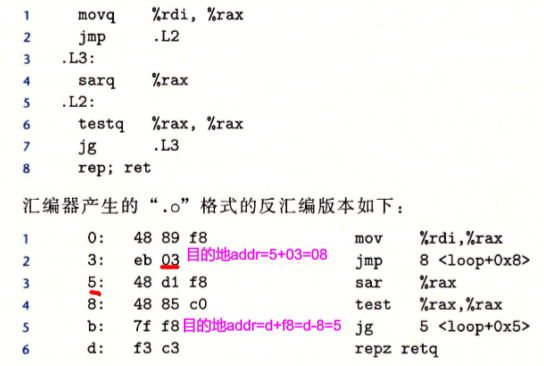 1 movq %rdi, %rax
2 jmp .L2
3 .L3:
4 sarq %rax
5 .L2:
6 testq %rax, %rax
7 jg .L3
8 rep; ret
汇编器产生的“.o”格式的反汇编版本如下：
1 0: 48 89 f8 mov %rdi,%rax
2 3: eb 03 目的地addr=5+03=08 jmp 8 <loop+0x8>
3 5: 48 d1 f8 sar %rax
4 8: 48 85 c0 test %rax,%rax
5 b: 7f f8 目的地addr=d+f8=d-8=5 jg 5 <loop+0x5>
6 d: f3 c3 repz retq